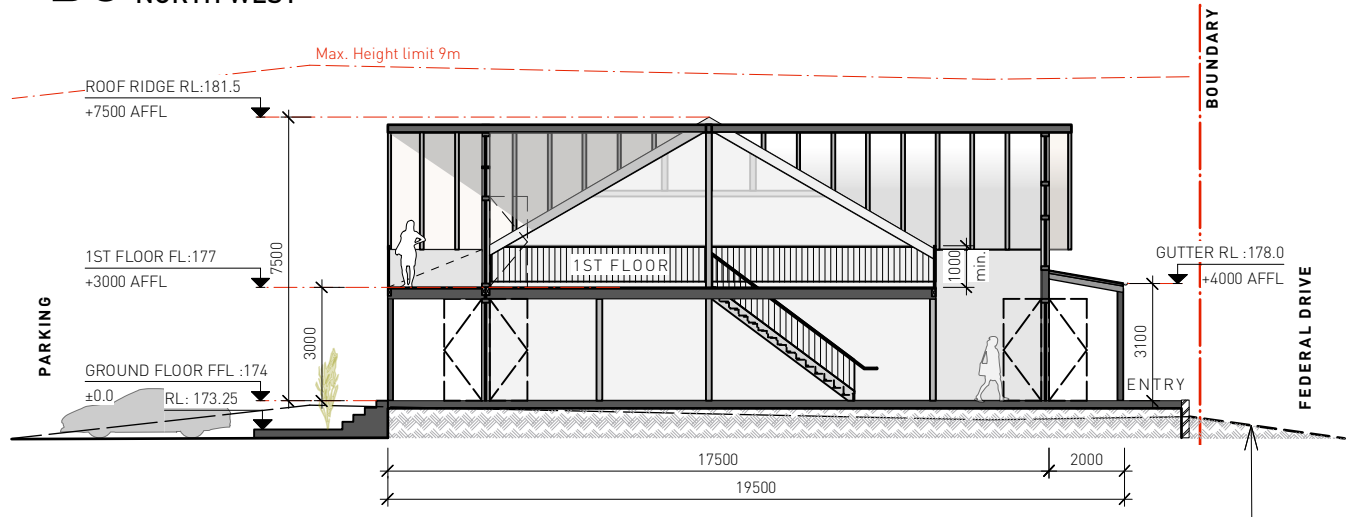 NORTH WEST
Max. Height limit 9m
BOUNDARY
ROOF RIDGE RL:181.5
+7500 AFFL
7500
1ST FLOOR FL:177
+3000 AFFL
1ST FLOOR
1000
min.
GUTTER RL :178.0
+4000 AFFL
PARKING
3000
3100
FEDERAL DRIVE
GROUND FLOOR FFL :174
±0.0
RL: 173.25
ENTRY
17500
2000
19500